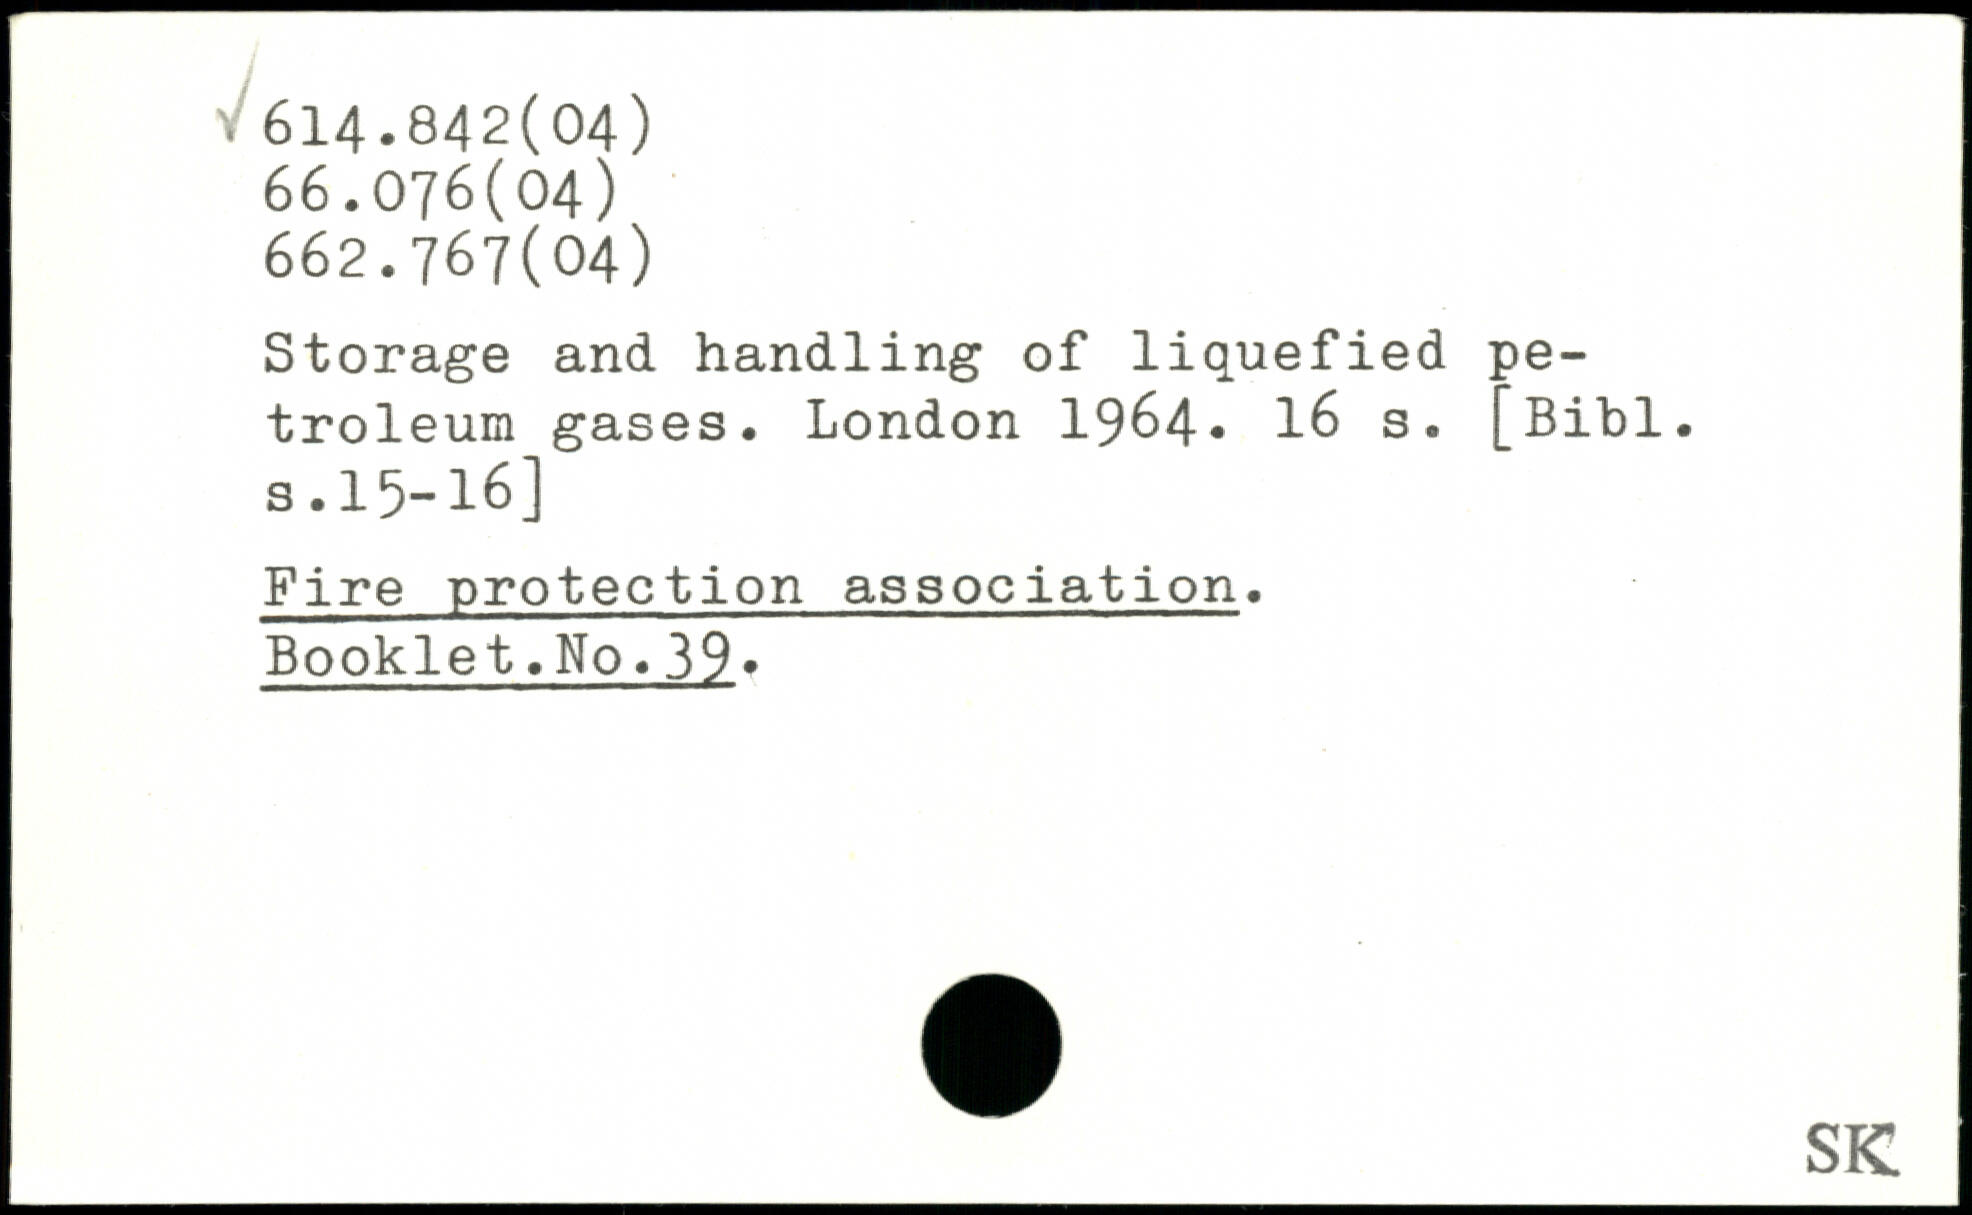 614.842(04)
66.076(04)
662.767(04)
Storage and handling of liquefied pe-
troleum gases. London 1964. 16 s. [Bibl.
s.15-16]
Fire protection association.
Booklet.No.39.
SK